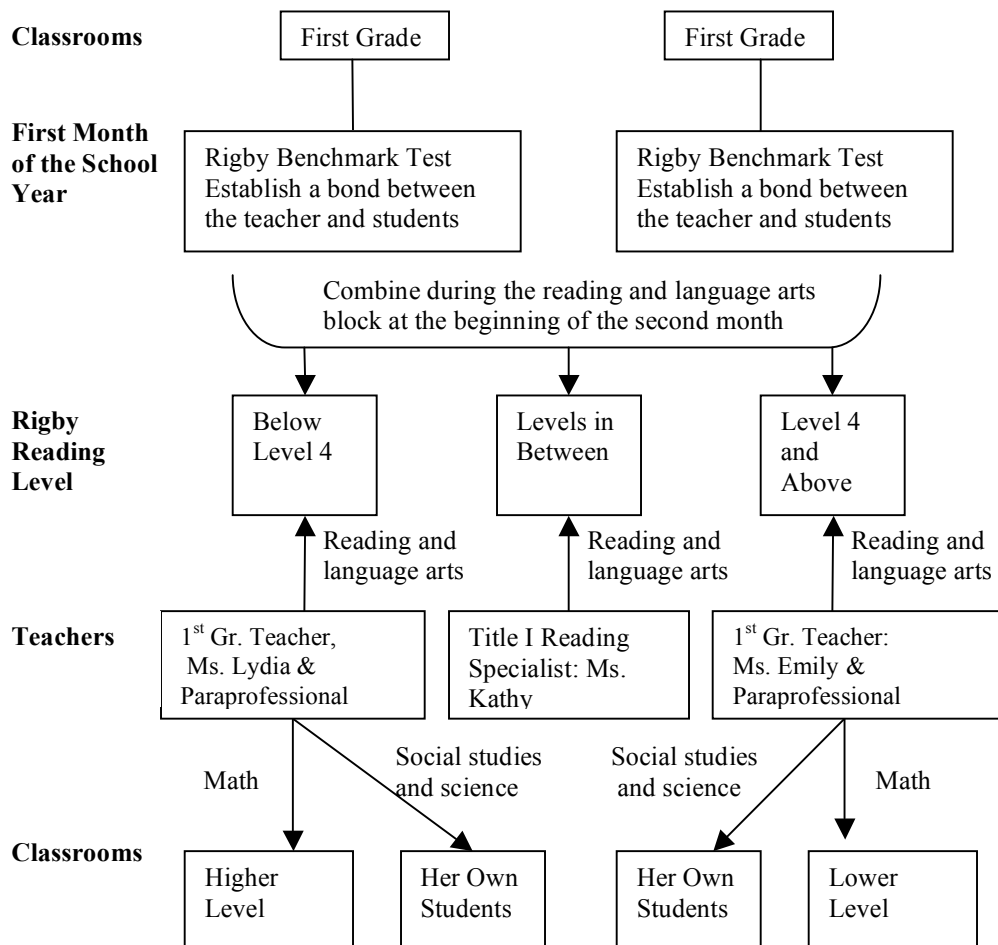 Classrooms
First Grade
First Grade
First Month
of the School
Year
Rigby Benchmark Test
Establish a bond between
the teacher and students
Rigby Benchmark Test
Establish a bond between
the teacher and students
Combine during the reading and language arts
block at the beginning of the second month
Rigby
Reading
Level
Below
Level 4
Levels in
Between
Level 4
and
Above
Reading and
language arts
Reading and
language arts
Reading and
language arts
Teachers
1st Gr. Teacher,
Ms. Lydia &
Paraprofessional
Title I Reading
Specialist: Ms.
Kathy
1st Gr. Teacher:
Ms. Emily &
Paraprofessional
Math
Social studies
and science
Social studies
and science
Math
Classrooms
Higher
Level
Her Own
Students
Her Own
Students
Lower
Level